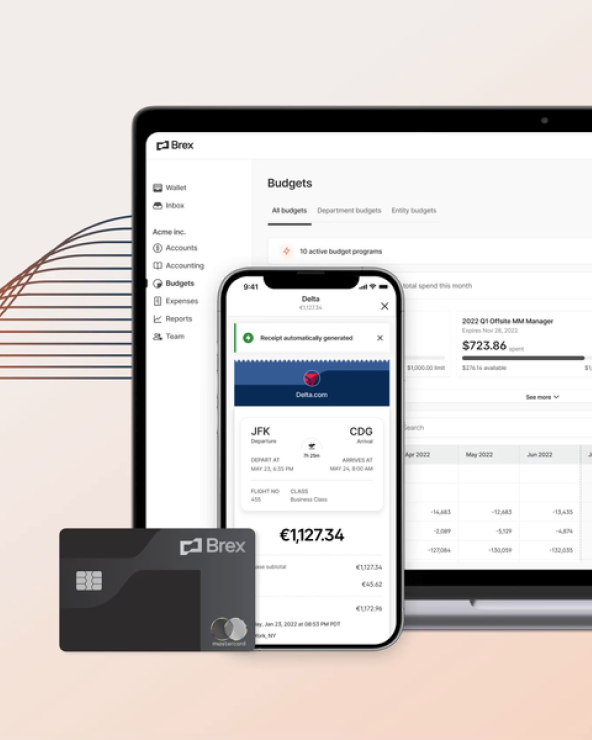 Brex
Budgets
Wallet
Inbox
All budgets Department budgets Entity budgets
Acme inc.
Accounts
Accounting
Budgets
Expenses
Reports
Team
10 active budget programs
total spend this month
2022 Q1 Offsite MM Manager
Expires Nov 28, 2022
$723.86 spent
$1,000.00 limit
$276.14 available
See more
Search
Apr 2022 May 2022 Jun 2022
-14,683 -12,683 -13,435
-2,089 -5,129 -4,874
-127,084 -130,059 -132,035
9:41
Delta
€1,127.34
Receipt automatically generated
Delta.com
JFK CDG
Departure Arrival
7h 25m
DEPART AT ARRIVES AT
MAY 23, 6:35 PM MAY 24, 8:00 AM
FLIGHT NO CLASS
455 Business Class
€1,127.34
subtotal €1,127.34
€45.62
€1,172.96
Jan 23, 2022 at 08:53 PM PDT
NY
Brex
mastercard